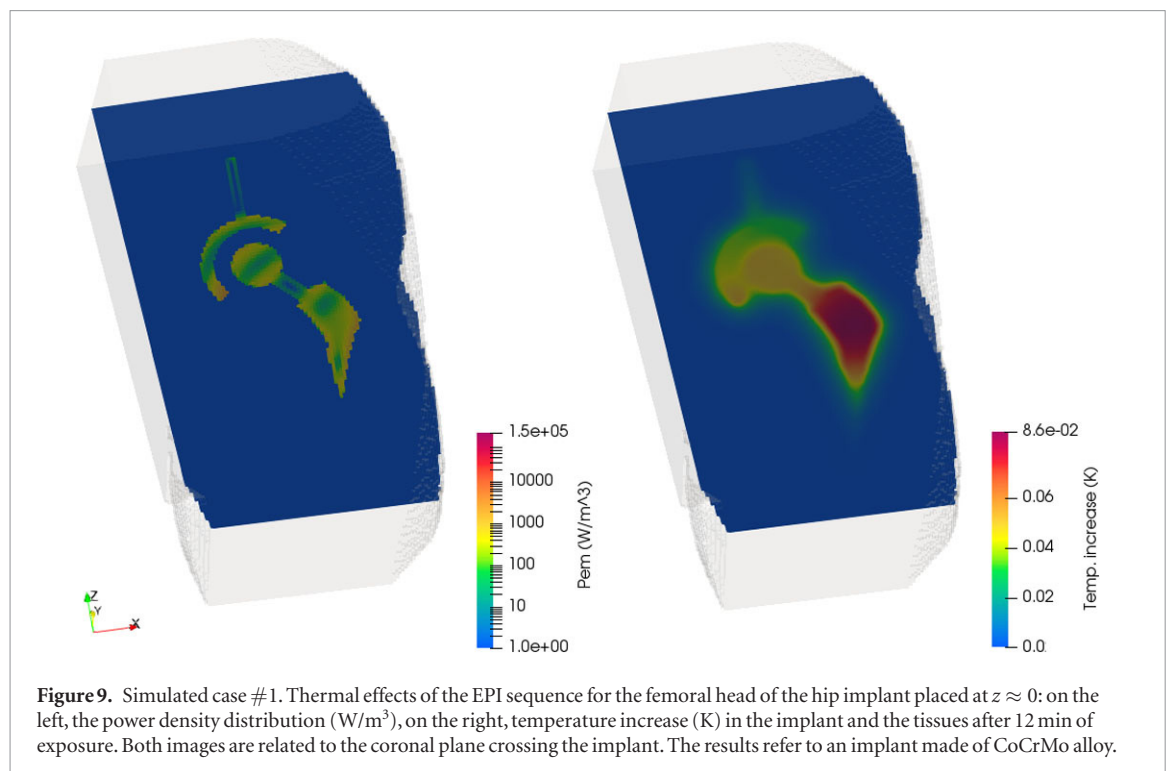 1.5e+05
10000
1000
100
10
1.0e+00
Pem (W/m^3)
8.6e-02
0.06
0.04
0.02
0.0
Temp. increase (K)
Z
Y
X
Figure 9. Simulated case #1. Thermal effects of the EPI sequence for the femoral head of the hip implant placed at z ≈ 0: on the
left, the power density distribution (W/m³), on the right, temperature increase (K) in the implant and the tissues after 12 min of
exposure. Both images are related to the coronal plane crossing the implant. The results refer to an implant made of CoCrMo alloy.